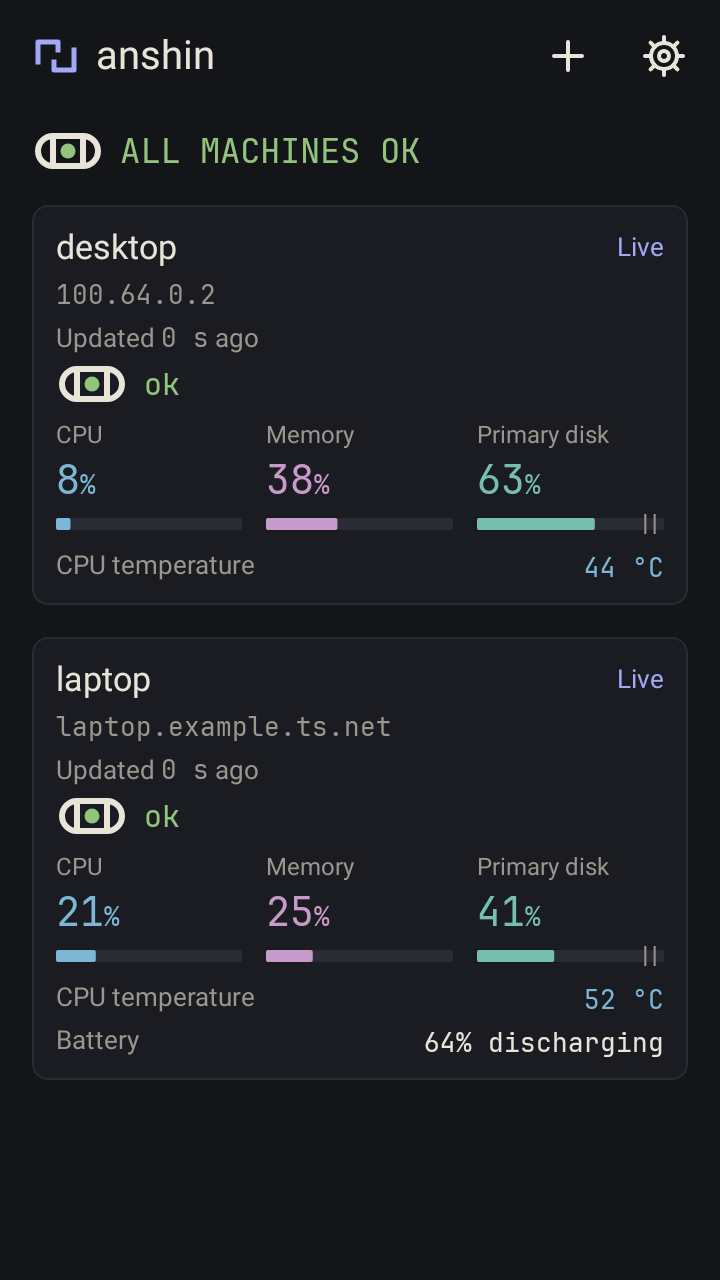 anshin
ALL MACHINES OK
desktop Live
100.64.0.2
Updated 0 s ago
ok
CPU Memory Primary disk
8% 38% 63%
CPU temperature 44 °C
laptop Live
laptop.example.ts.net
Updated 0 s ago
ok
CPU Memory Primary disk
21% 25% 41%
CPU temperature 52 °C
Battery 64% discharging